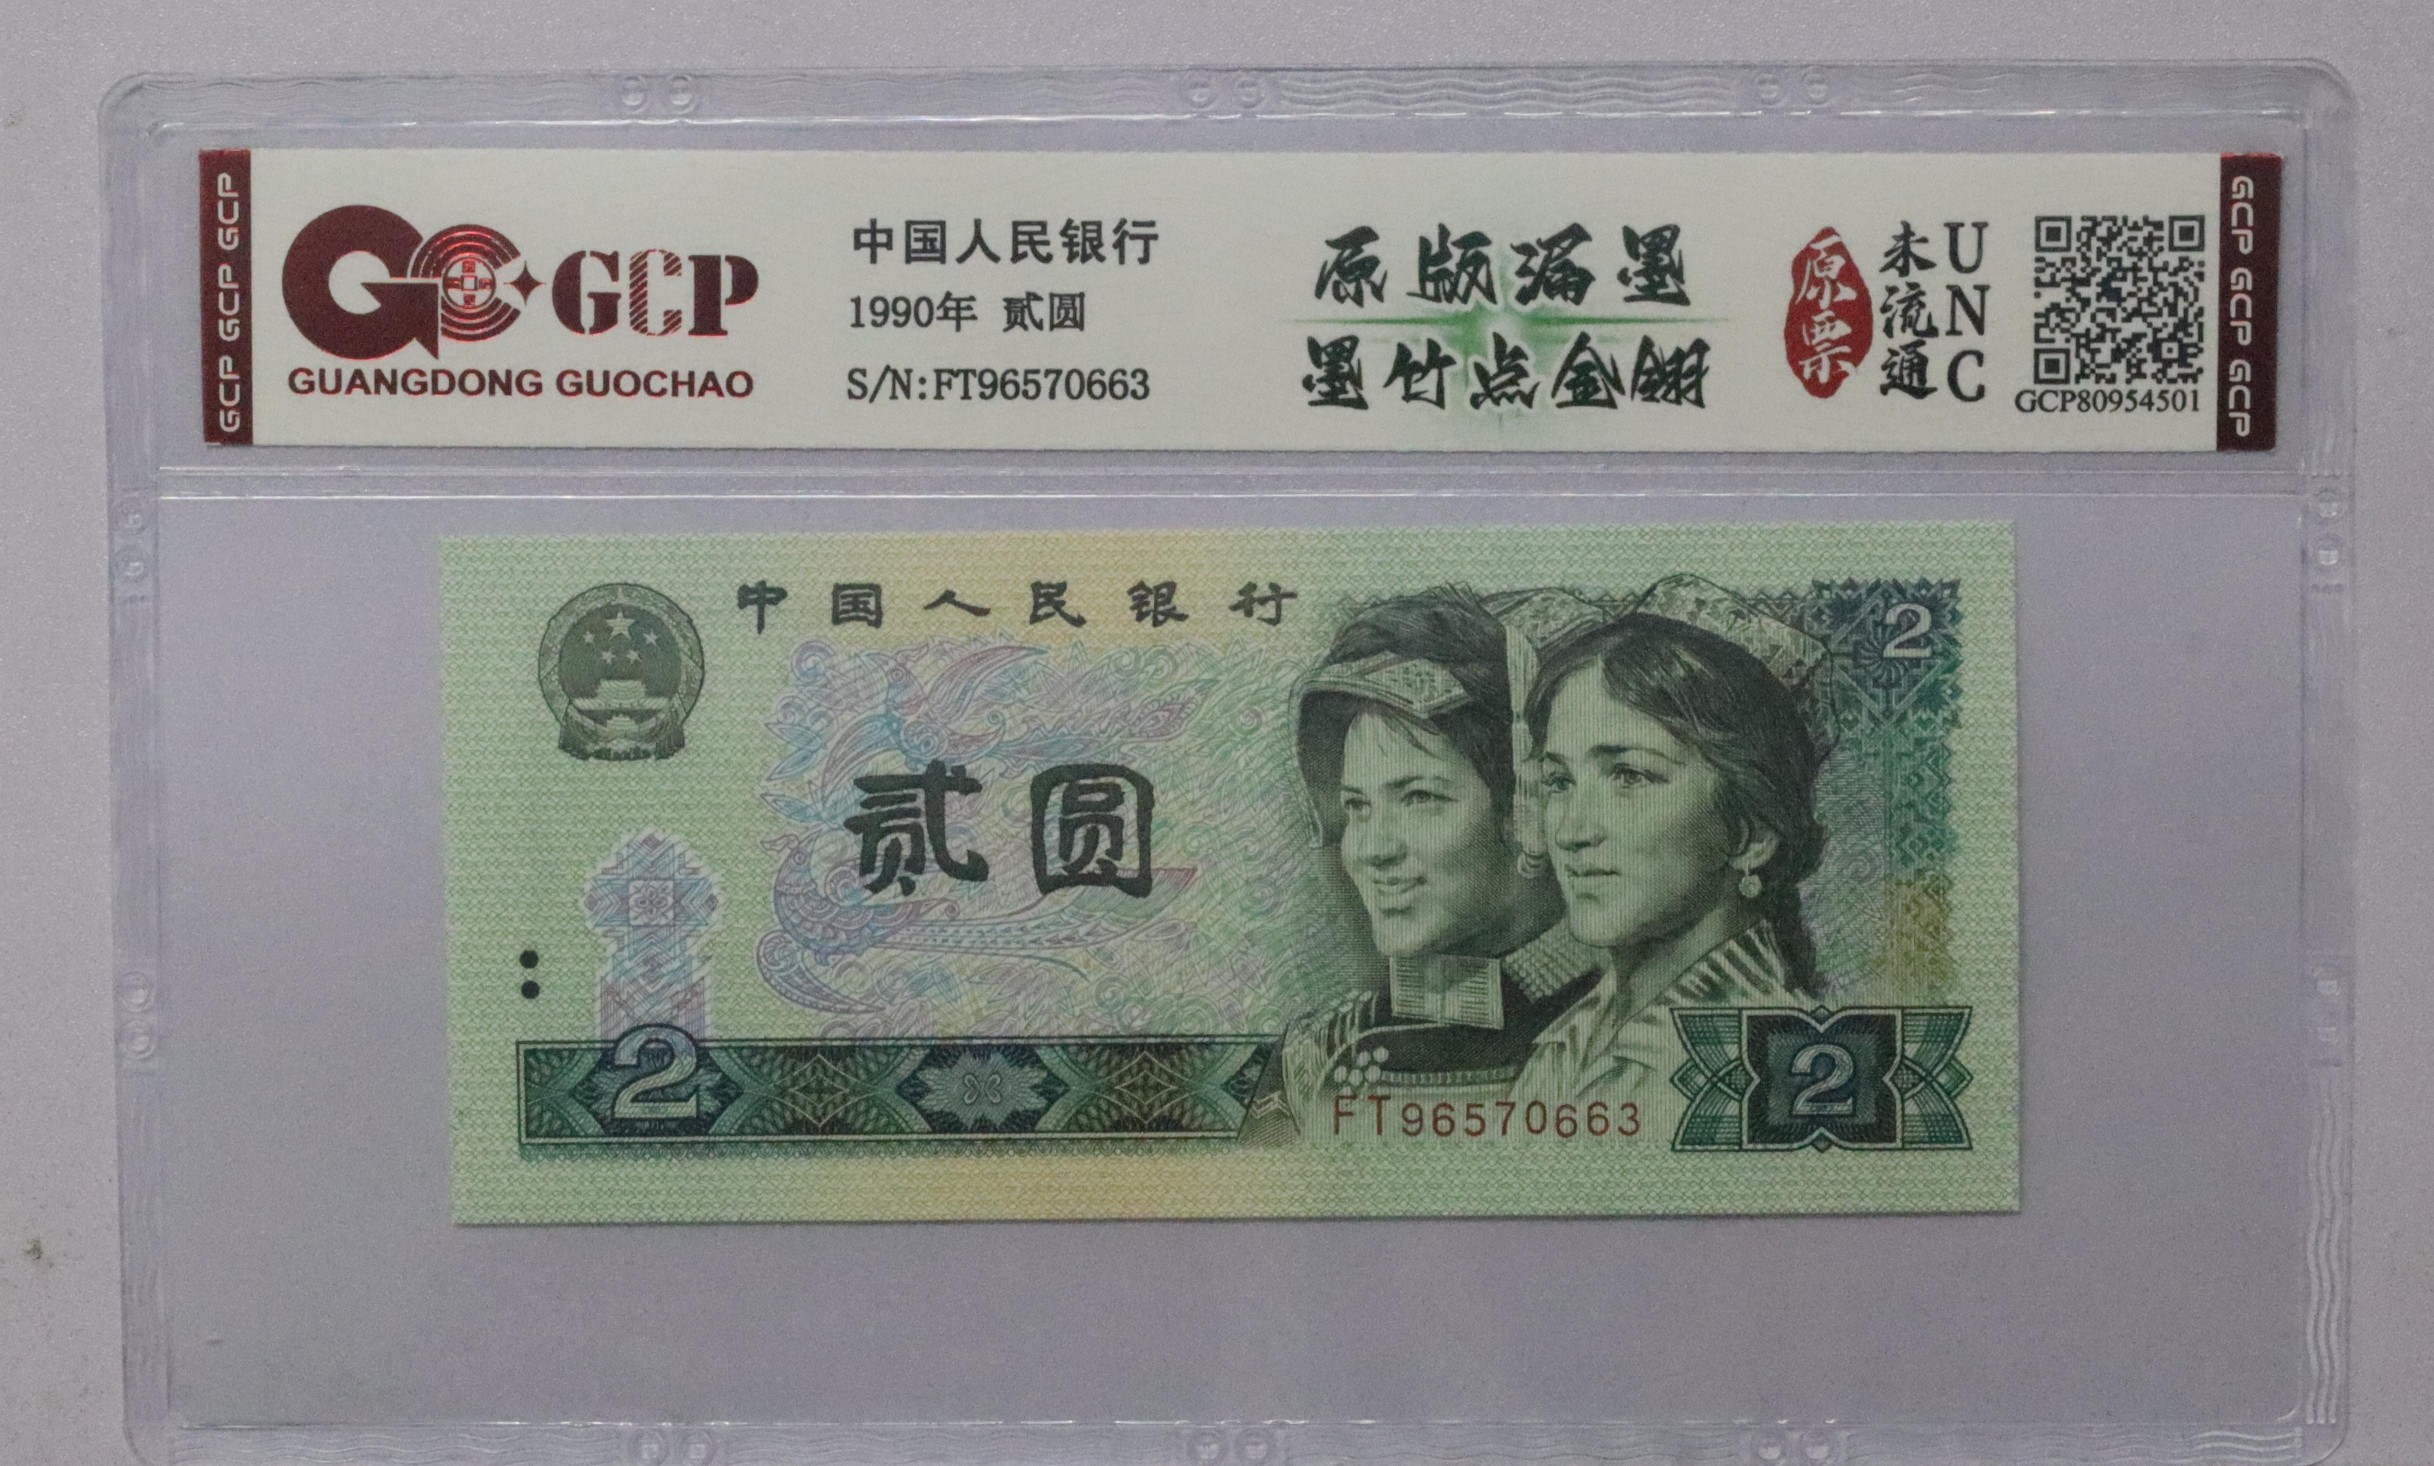 GCP GCP GCP
GCP
GUANGDONG GUOCHAO
中国人民银行
1990年 贰圆
S/N:FT96570663
原版漏墨
墨竹点金翎
原票
未流通
UNC
GCP80954501
GCP GCP GCP
中国人民银行
2
贰圆
2
FT96570663
2